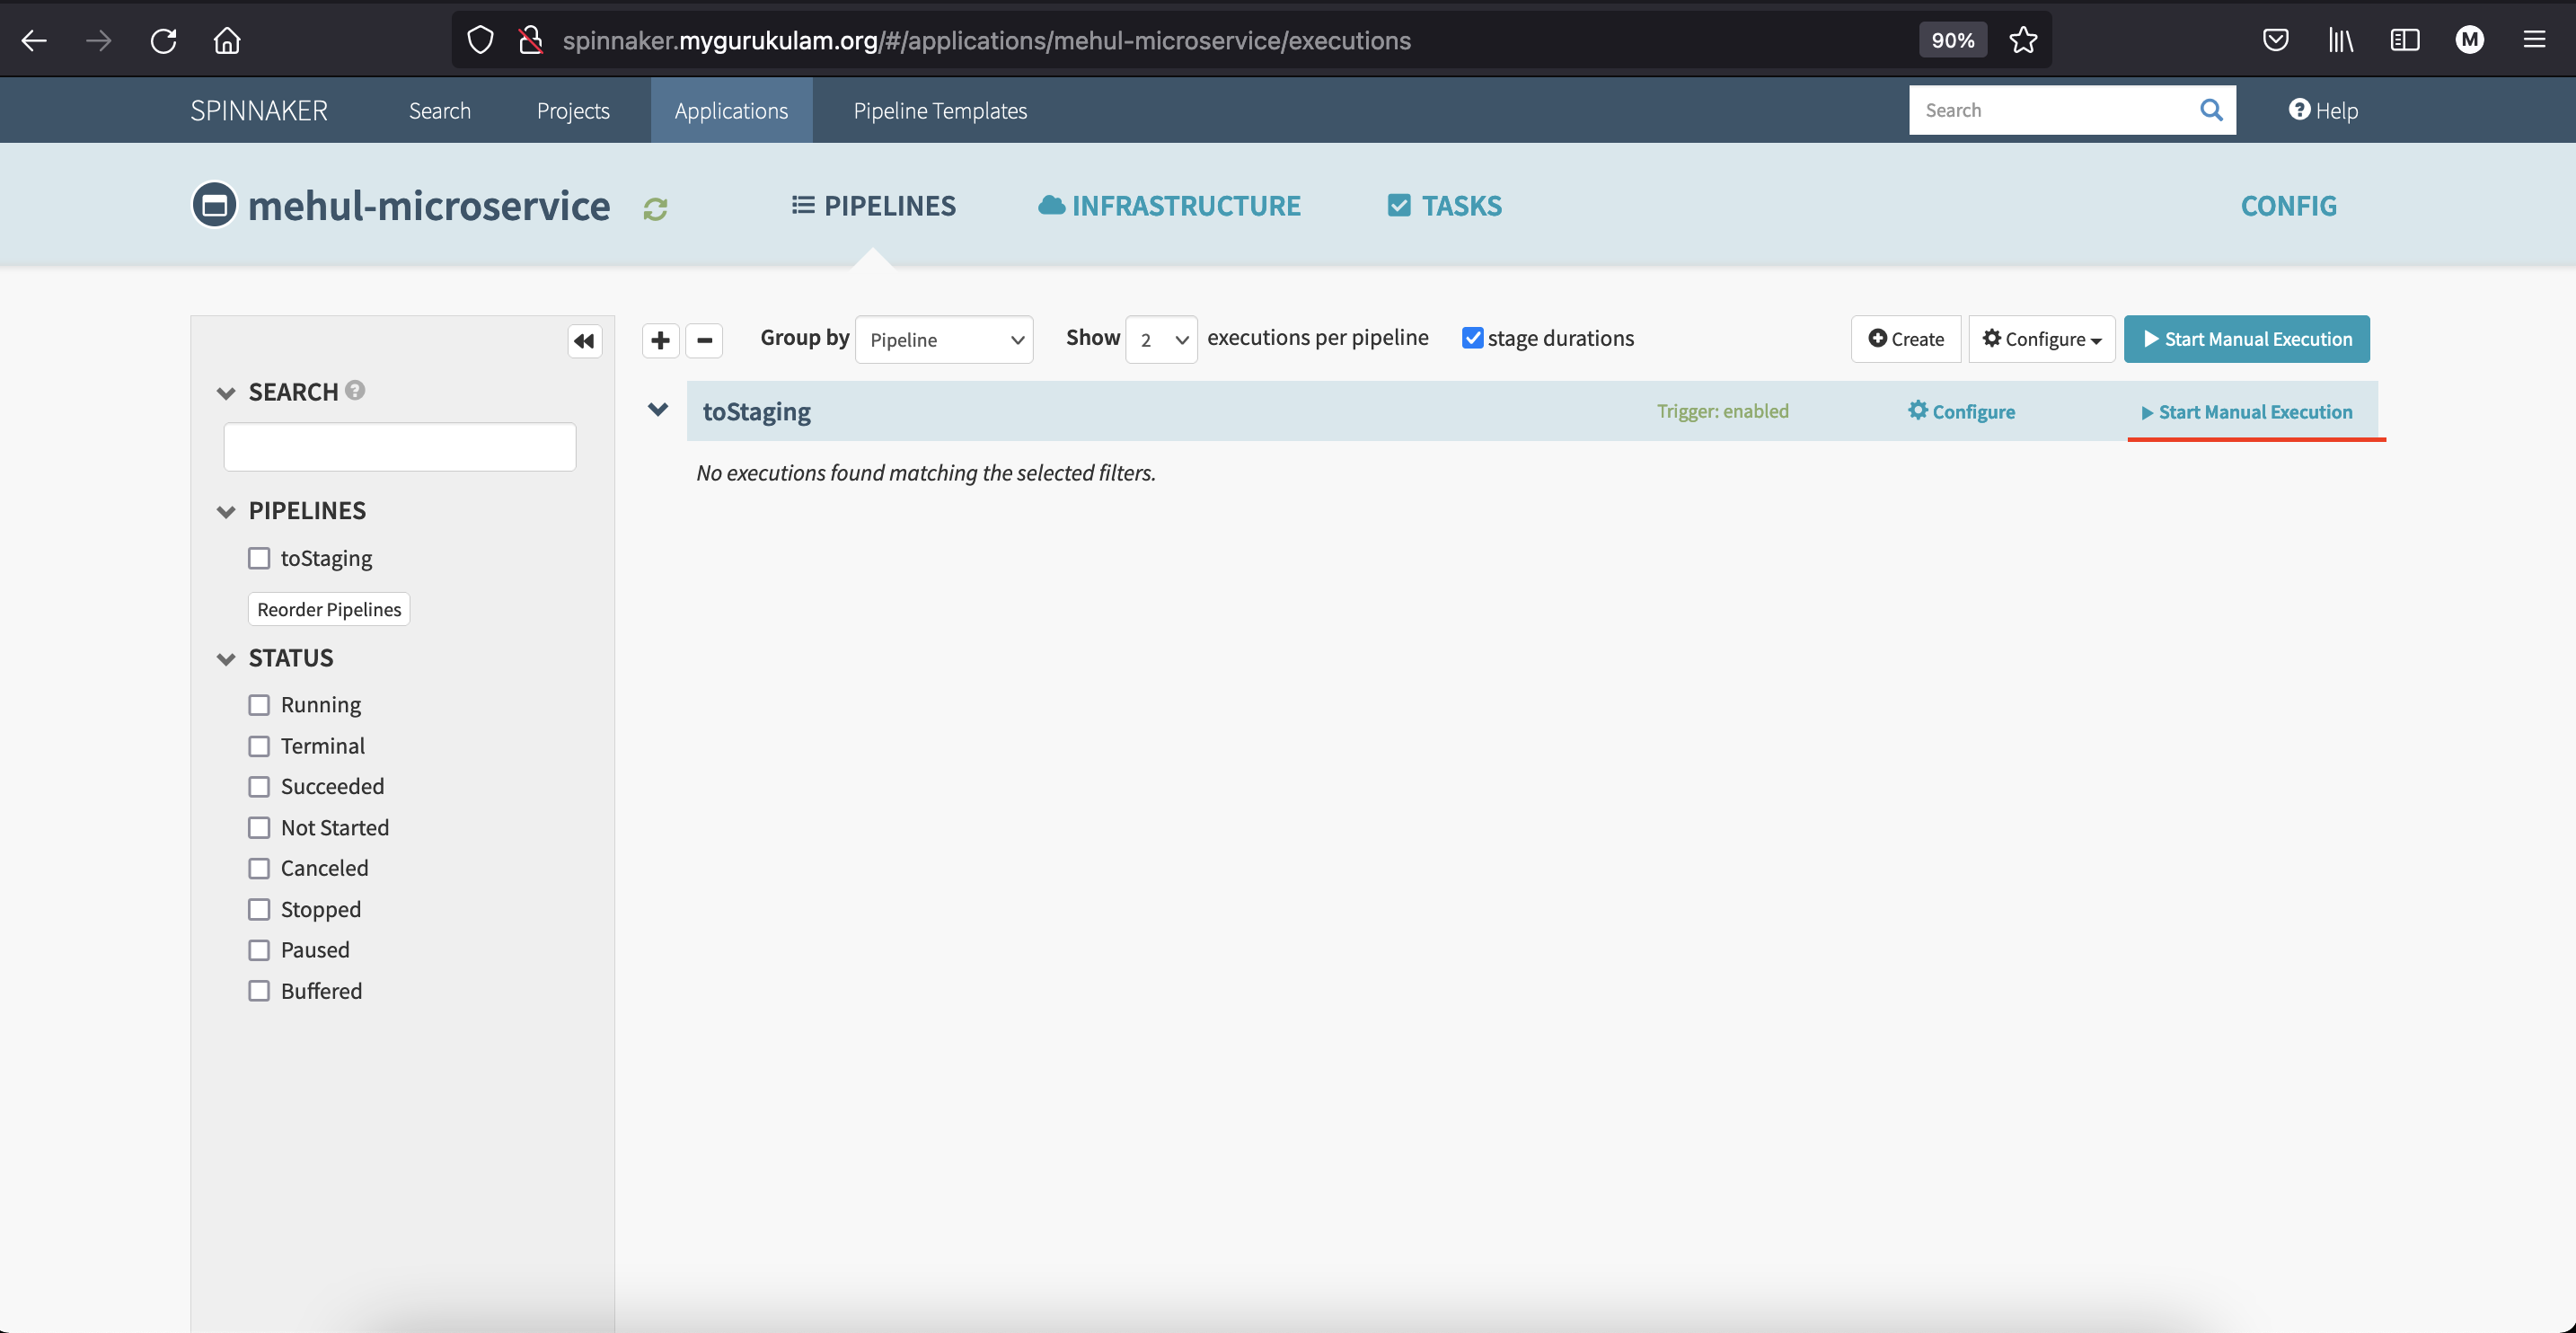 spinnaker.mygurukulam.org/#/applications/mehul-microservice/executions
90%
M
SPINNAKER
Search
Projects
Applications
Pipeline Templates
Search
Help
mehul-microservice
PIPELINES
INFRASTRUCTURE
TASKS
CONFIG
Group by Pipeline
Show 2 executions per pipeline
stage durations
Create
Configure
Start Manual Execution
SEARCH
toStaging
Trigger: enabled
Configure
Start Manual Execution
No executions found matching the selected filters.
PIPELINES
toStaging
Reorder Pipelines
STATUS
Running
Terminal
Succeeded
Not Started
Canceled
Stopped
Paused
Buffered